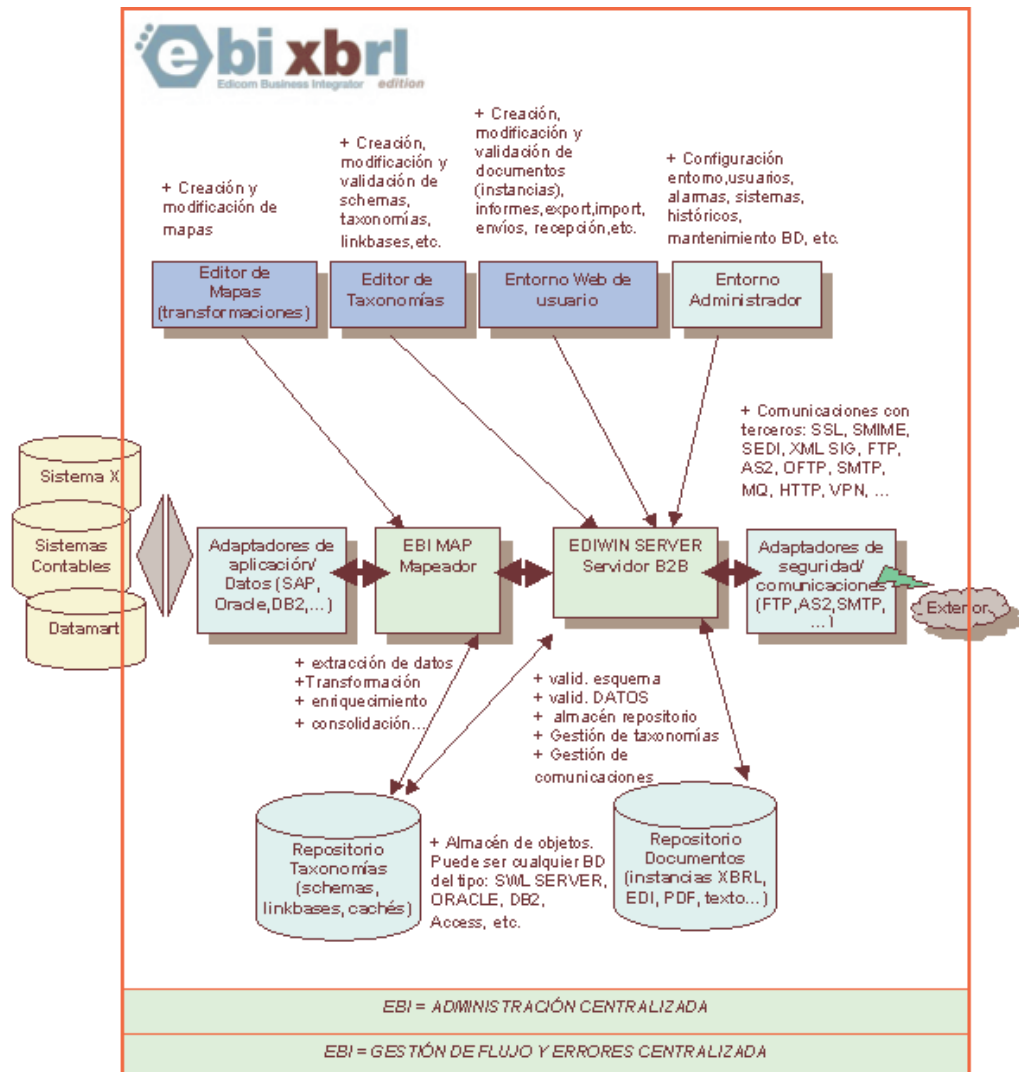 ebi xbrl
Edicom Business Integrator edition
+ Creación y
modificación de
mapas
+ Creación,
modificación y
validación de
schemas,
taxonomías,
linkbases,etc.
+ Creación,
modificación y
validación de
documentos
(instancias),
informes,export,import,
envíos, recepción,etc.
+ Configuración
entorno,usuarios,
alarmas, sistemas,
históricos,
mantenimiento BD, etc.
Editor de
Mapas
(transformaciones)
Editor de
Taxonomías
Entorno Web de
usuario
Entorno
Administrador
+ Comunicaciones con
terceros: SSL, SMIME,
SEDI, XML SIG, FTP,
AS2, OFTP, SMTP,
MQ, HTTP, VPN, ...
Sistema X
Sistemas
Contables
Datamart
Adaptadores de
aplicación/
Datos (SAP,
Oracle,DB2,...)
EBI MAP
Mapeador
EDIWIN SERVER
Servidor B2B
Adaptadores de
seguridad/
comunicaciones
(FTP,AS2,SMTP,
...)
Exterior
+ extracción de datos
+Transformación
+ enriquecimiento
+ consolidación...
+ valid. esquema
+ valid. DATOS
+ almacén repositorio
+ Gestión de taxonomías
+ Gestión de
comunicaciones
Repositorio
Taxonomías
(schemas,
linkbases, cachés)
+ Almacén de objetos.
Puede ser cualquier BD
del tipo: SWL SERVER,
ORACLE, DB2,
Access, etc.
Repositorio
Documentos
(instancias XBRL,
EDI, PDF, texto...)
EBI = ADMINISTRACIÓN CENTRALIZADA
EBI = GESTIÓN DE FLUJO Y ERRORES CENTRALIZADA